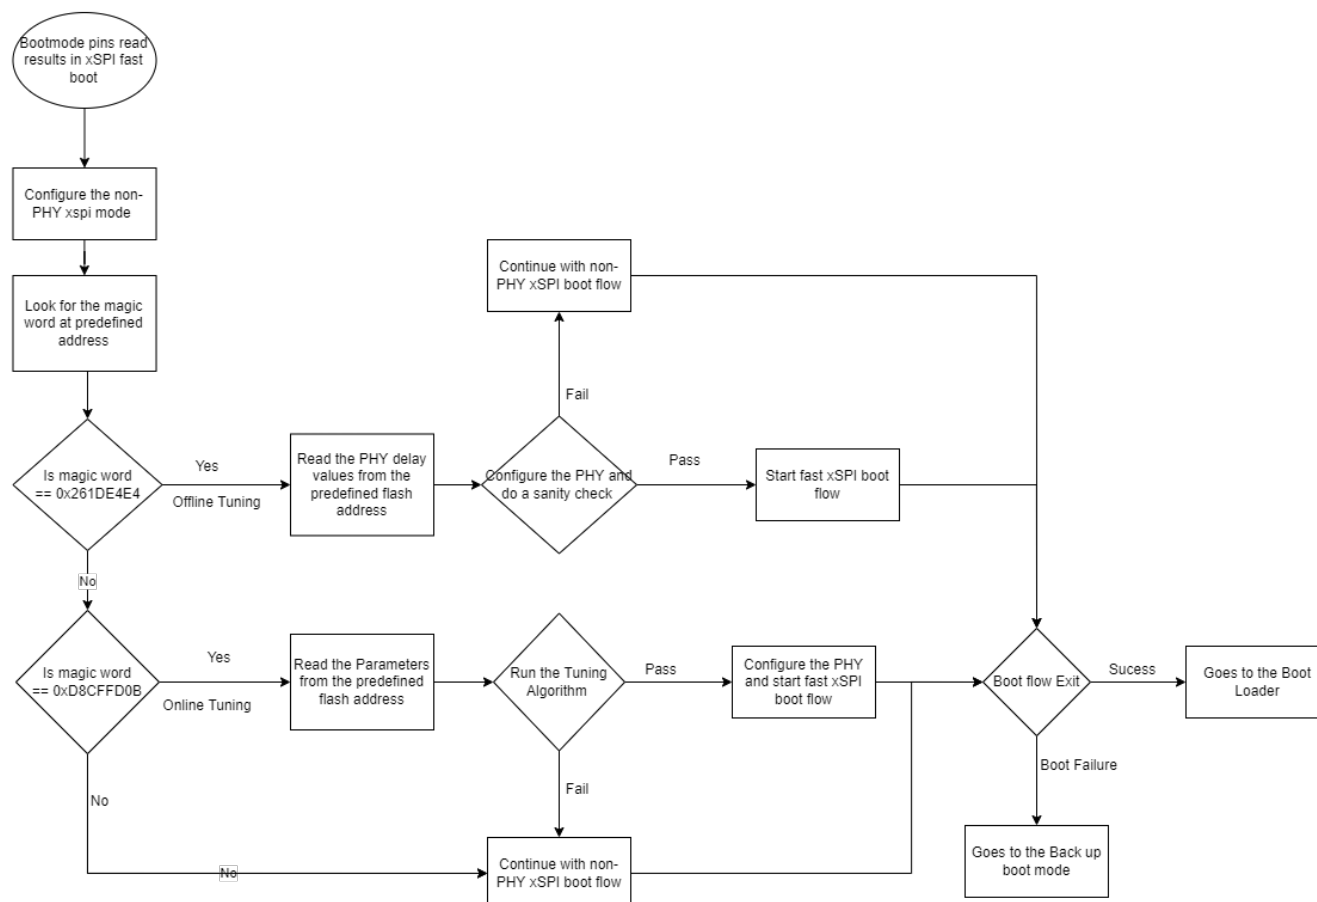 Bootmode pins read
results in xSPI fast
boot
Configure the non-
PHY xspi mode
Look for the magic
word at predefined
address
Continue with non-
PHY xSPI boot flow
Fail
Is magic word
== 0x261DE4E4
Yes
Offline Tuning
Read the PHY delay
values from the
predefined flash
address
Configure the PHY and
do a sanity check
Pass
Start fast xSPI boot
flow
No
Is magic word
== 0xD8CFFD0B
Yes
Online Tuning
Read the Parameters
from the predefined
flash address
Run the Tuning
Algorithm
Pass
Configure the PHY
and start fast xSPI
boot flow
Boot flow Exit
Sucess
Goes to the Boot
Loader
Boot Failure
Goes to the Back up
boot mode
Fail
No
No
Continue with non-
PHY xSPI boot flow